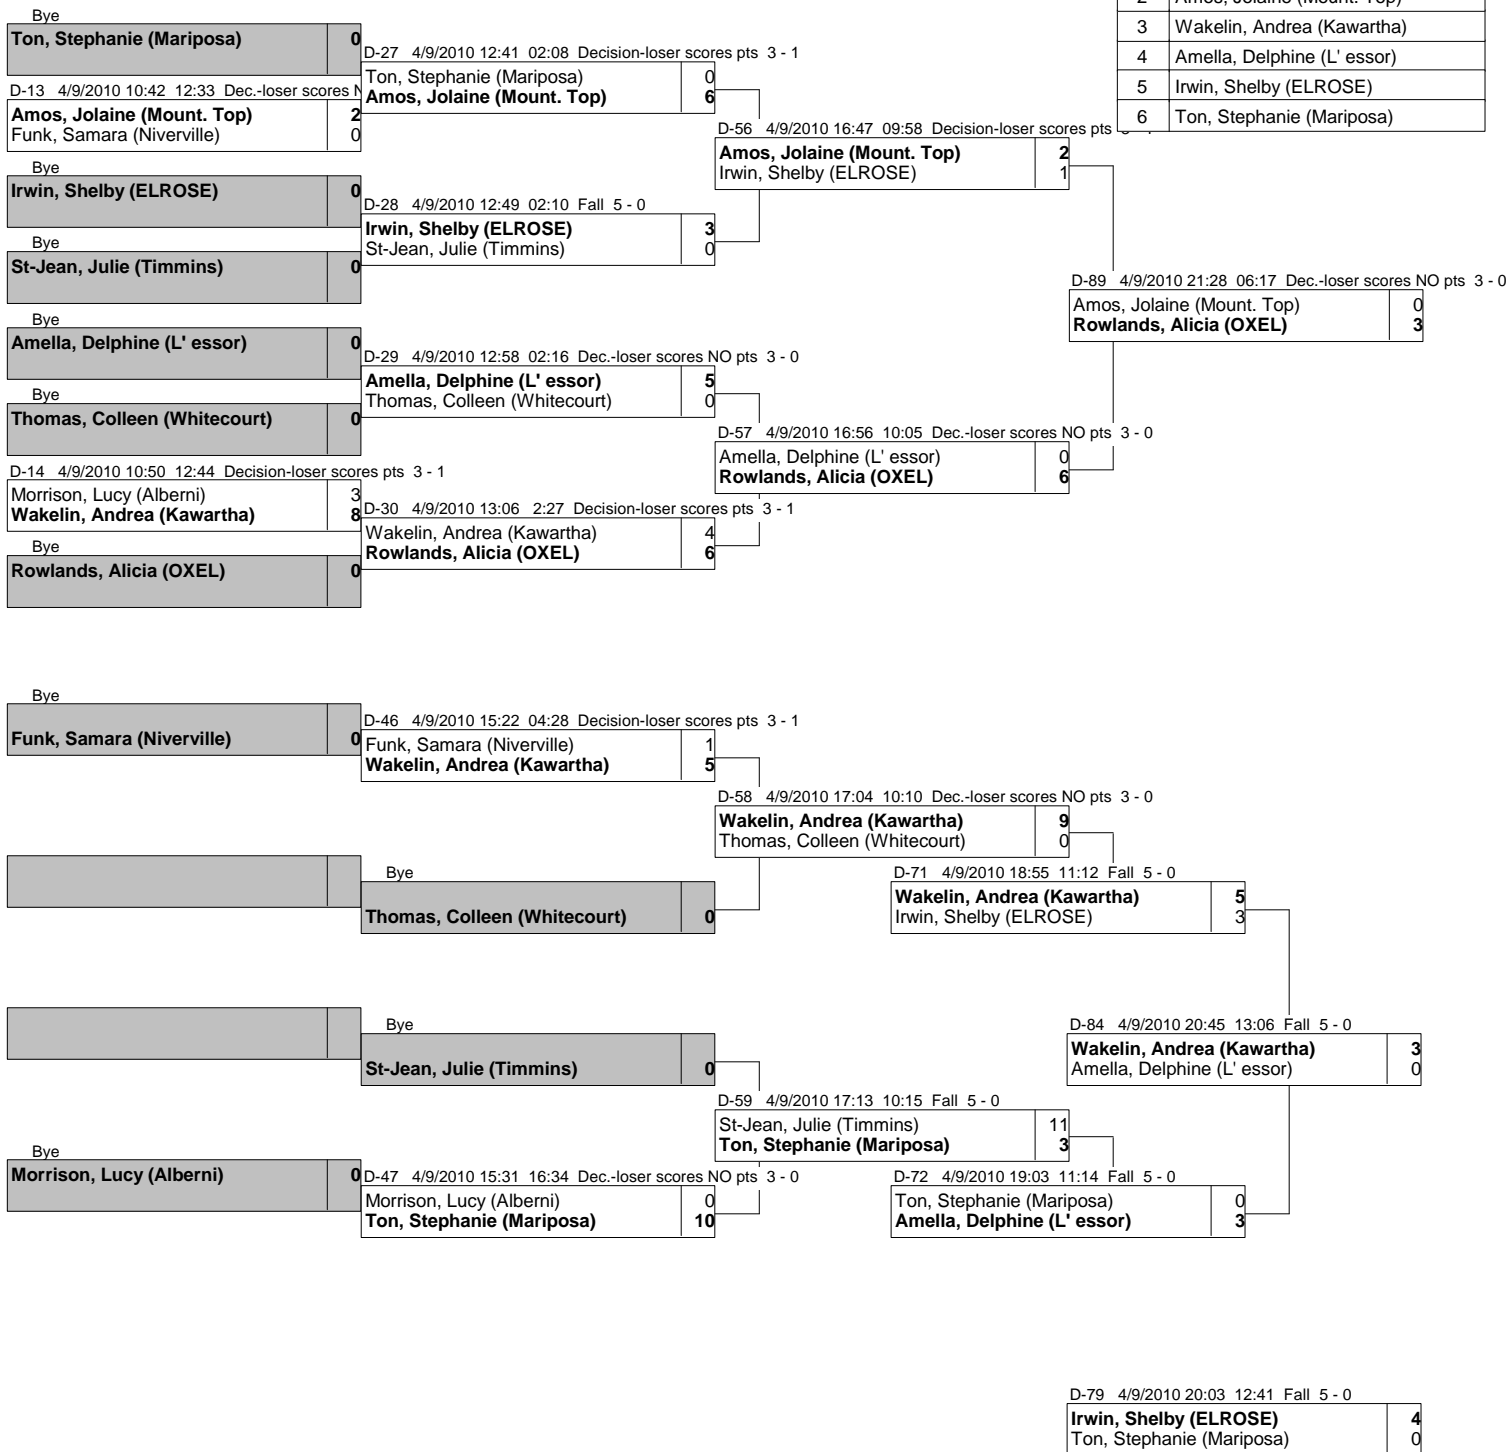 2 Amos, Jolaine (Mount. Top)
3 Wakelin, Andrea (Kawartha)
4 Amella, Delphine (L' essor)
5 Irwin, Shelby (ELROSE)
6 Ton, Stephanie (Mariposa)
Bye
Ton, Stephanie (Mariposa) 0
D-13 4/9/2010 10:42 12:33 Dec.-loser scores N
Amos, Jolaine (Mount. Top) 2
Funk, Samara (Niverville) 0
Bye
Irwin, Shelby (ELROSE) 0
Bye
St-Jean, Julie (Timmins) 0
Bye
Amella, Delphine (L' essor) 0
Bye
Thomas, Colleen (Whitecourt) 0
D-14 4/9/2010 10:50 12:44 Decision-loser scores pts 3 - 1
Morrison, Lucy (Alberni) 3
Wakelin, Andrea (Kawartha) 8
Bye
Rowlands, Alicia (OXEL) 0
D-27 4/9/2010 12:41 02:08 Decision-loser scores pts 3 - 1
Ton, Stephanie (Mariposa) 0
Amos, Jolaine (Mount. Top) 6
D-28 4/9/2010 12:49 02:10 Fall 5 - 0
Irwin, Shelby (ELROSE) 3
St-Jean, Julie (Timmins) 0
D-29 4/9/2010 12:58 02:16 Dec.-loser scores NO pts 3 - 0
Amella, Delphine (L' essor) 5
Thomas, Colleen (Whitecourt) 0
D-30 4/9/2010 13:06 2:27 Decision-loser scores pts 3 - 1
Wakelin, Andrea (Kawartha) 4
Rowlands, Alicia (OXEL) 6
D-56 4/9/2010 16:47 09:58 Decision-loser scores pts
Amos, Jolaine (Mount. Top) 2
Irwin, Shelby (ELROSE) 1
D-57 4/9/2010 16:56 10:05 Dec.-loser scores NO pts 3 - 0
Amella, Delphine (L' essor) 0
Rowlands, Alicia (OXEL) 6
D-89 4/9/2010 21:28 06:17 Dec.-loser scores NO pts 3 - 0
Amos, Jolaine (Mount. Top) 0
Rowlands, Alicia (OXEL) 3
Bye
Funk, Samara (Niverville) 0
Bye
Morrison, Lucy (Alberni) 0
D-46 4/9/2010 15:22 04:28 Decision-loser scores pts 3 - 1
Funk, Samara (Niverville) 1
Wakelin, Andrea (Kawartha) 5
Bye
Thomas, Colleen (Whitecourt) 0
Bye
St-Jean, Julie (Timmins) 0
D-47 4/9/2010 15:31 16:34 Dec.-loser scores NO pts 3 - 0
Morrison, Lucy (Alberni) 0
Ton, Stephanie (Mariposa) 10
D-58 4/9/2010 17:04 10:10 Dec.-loser scores NO pts 3 - 0
Wakelin, Andrea (Kawartha) 9
Thomas, Colleen (Whitecourt) 0
D-59 4/9/2010 17:13 10:15 Fall 5 - 0
St-Jean, Julie (Timmins) 11
Ton, Stephanie (Mariposa) 3
D-71 4/9/2010 18:55 11:12 Fall 5 - 0
Wakelin, Andrea (Kawartha) 5
Irwin, Shelby (ELROSE) 3
D-72 4/9/2010 19:03 11:14 Fall 5 - 0
Ton, Stephanie (Mariposa) 0
Amella, Delphine (L' essor) 3
D-84 4/9/2010 20:45 13:06 Fall 5 - 0
Wakelin, Andrea (Kawartha) 3
Amella, Delphine (L' essor) 0
D-79 4/9/2010 20:03 12:41 Fall 5 - 0
Irwin, Shelby (ELROSE) 4
Ton, Stephanie (Mariposa) 0